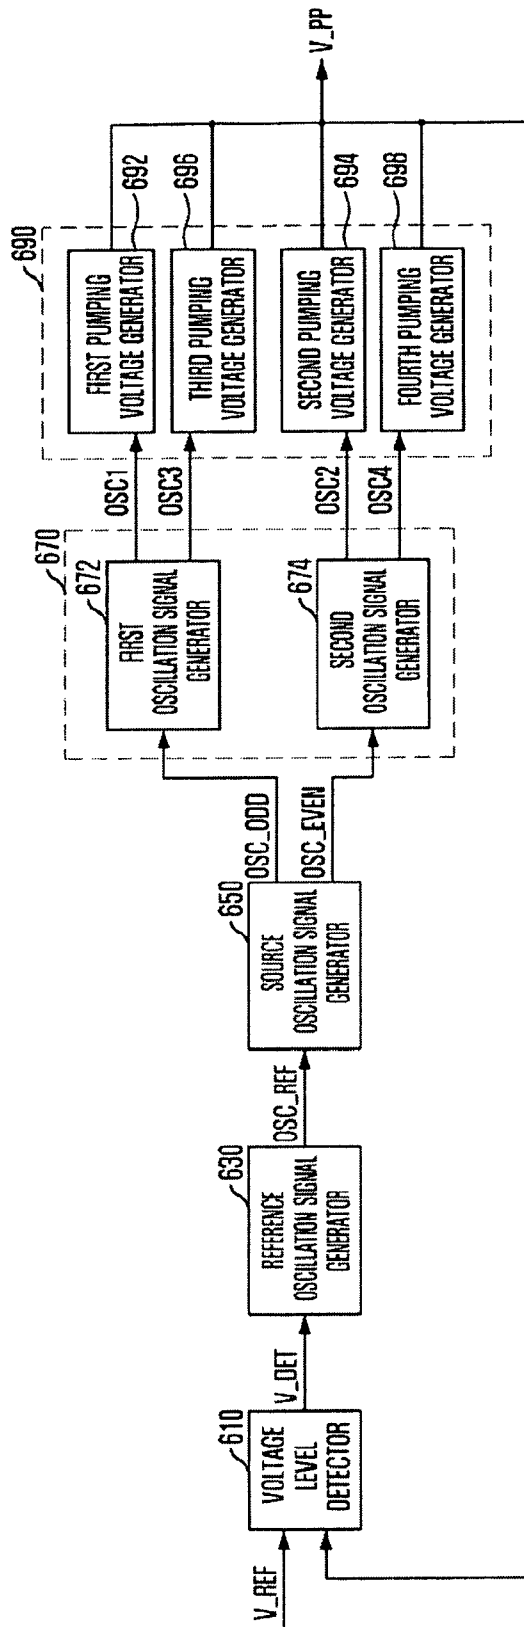 V_REF
610
VOLTAGE
LEVEL
DETECTOR
V_DET
630
REFERENCE
OSCILLATION SIGNAL
GENERATOR
OSC_REF
650
SOURCE
OSCILLATION SIGNAL
GENERATOR
OSC_ODD
OSC_EVEN
670
672
FIRST
OSCILLATION SIGNAL
GENERATOR
674
SECOND
OSCILLATION SIGNAL
GENERATOR
OSC1
OSC3
OSC2
OSC4
690
FIRST PUMPING
VOLTAGE GENERATOR
692
THIRD PUMPING
VOLTAGE GENERATOR
696
SECOND PUMPING
VOLTAGE GENERATOR
694
FOURTH PUMPING
VOLTAGE GENERATOR
698
V_PP